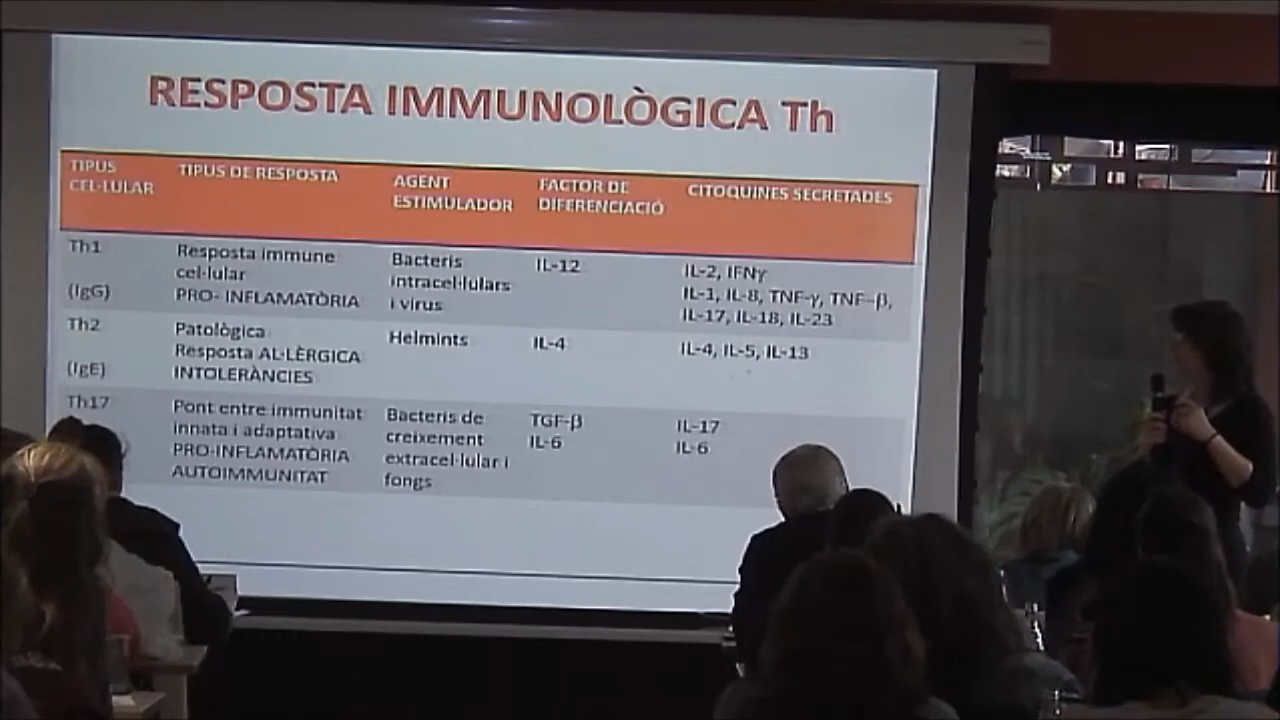 RESPOSTA IMMUNOLÒGICA Th
TIPUS
CEL·LULAR
TIPUS DE RESPOSTA
AGENT
ESTIMULADOR
FACTOR DE
DIFERENCIACIÓ
CITOQUINES SECRETADES
Th1
(IgG)
Resposta immune
cel·lular
PRO- INFLAMATÒRIA
Bacteris
intracel·lulars
i virus
IL-12
IL-2, IFNγ
IL-1, IL-8, TNF-γ, TNF-β,
IL-17, IL-18, IL-23
Th2
(IgE)
Patològica
Resposta AL·LÈRGICA
INTOLERÀNCIES
Helmints
IL-4
IL-4, IL-5, IL-13
Th17
Pont entre immunitat
innata i adaptativa
PRO-INFLAMATÒRIA
AUTOIMMUNITAT
Bacteris de
creixement
extracel·lular i
fongs
TGF-β
IL-6
IL-17
IL-6